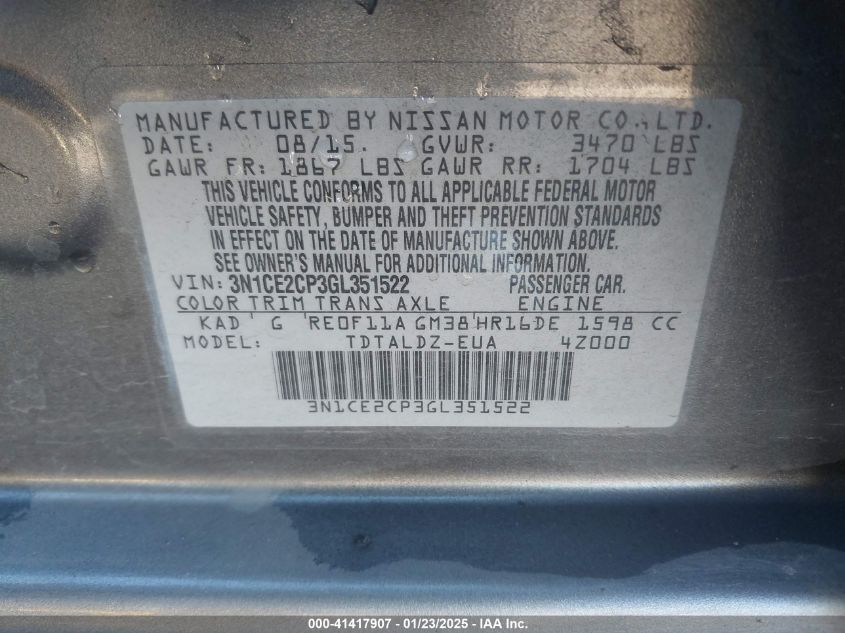 MANUFACTURED BY NISSAN MOTOR CO., LTD.
DATE: 08/15. GVWR: 3470 LBS
GAWR FR: 1867 LBS GAWR RR: 1704 LBS
THIS VEHICLE CONFORMS TO ALL APPLICABLE FEDERAL MOTOR
VEHICLE SAFETY, BUMPER AND THEFT PREVENTION STANDARDS
IN EFFECT ON THE DATE OF MANUFACTURE SHOWN ABOVE.
SEE OWNER'S MANUAL FOR ADDITIONAL INFORMATION.
VIN: 3N1CE2CP3GL351522 PASSENGER CAR.
COLOR TRIM TRANS AXLE ENGINE
KAD G RE0F11A GM38 HR16DE 1598 CC
MODEL: TDTALDZ-EUA 4Z000
3N1CE2CP3GL351522
000-41417907 - 01/23/2025 - IAA Inc.